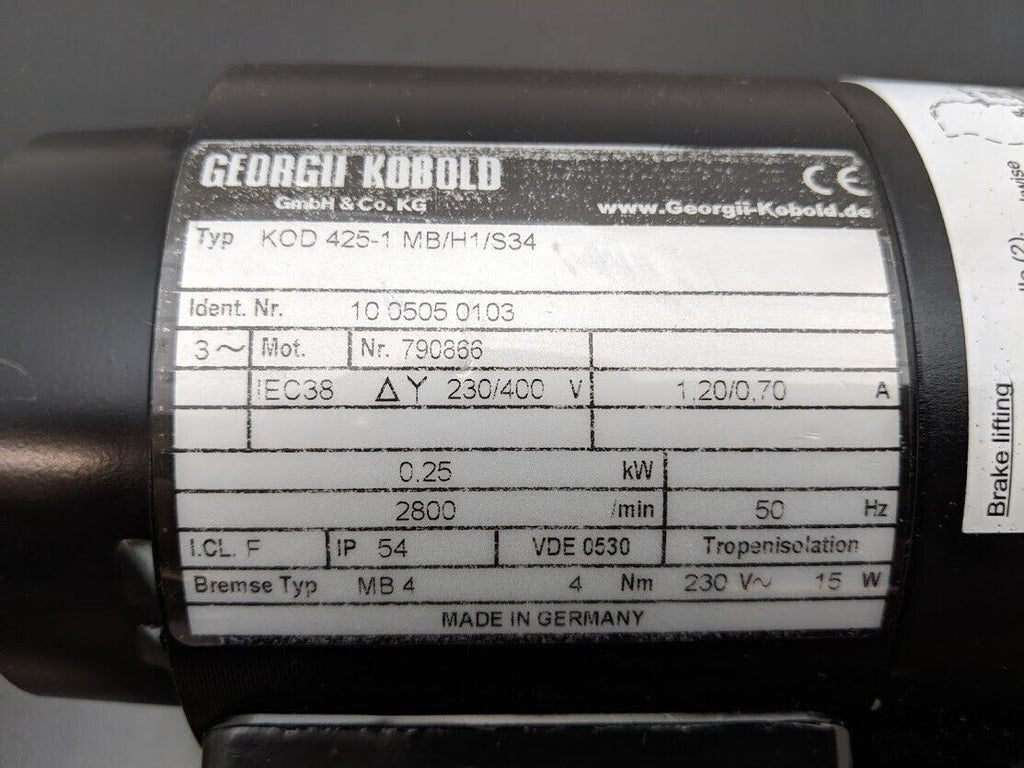 GEORGII KOBOLD
GmbH & Co. KG
CE
www.Georgii-Kobold.de
Typ KOD 425-1 MB/H1/S34
Ident. Nr. 10 0505 0103
3~ Mot. Nr. 790866
IEC38 Δ Y 230/400 V 1,20/0,70 A
0,25 kW
2800 /min 50 Hz
I.CL. F IP 54 VDE 0530 Tropenisolation
Bremse Typ MB 4 4 Nm 230 V~ 15 W
MADE IN GERMANY
Brake lifting
(2).